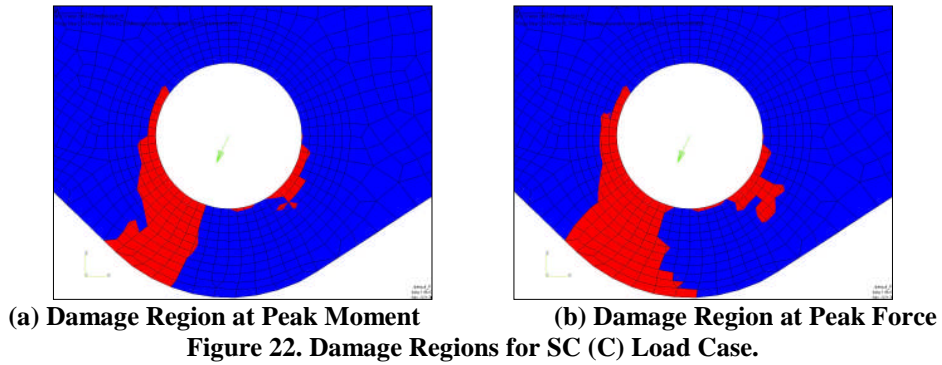 (a) Damage Region at Peak Moment (b) Damage Region at Peak Force
Figure 22. Damage Regions for SC (C) Load Case.